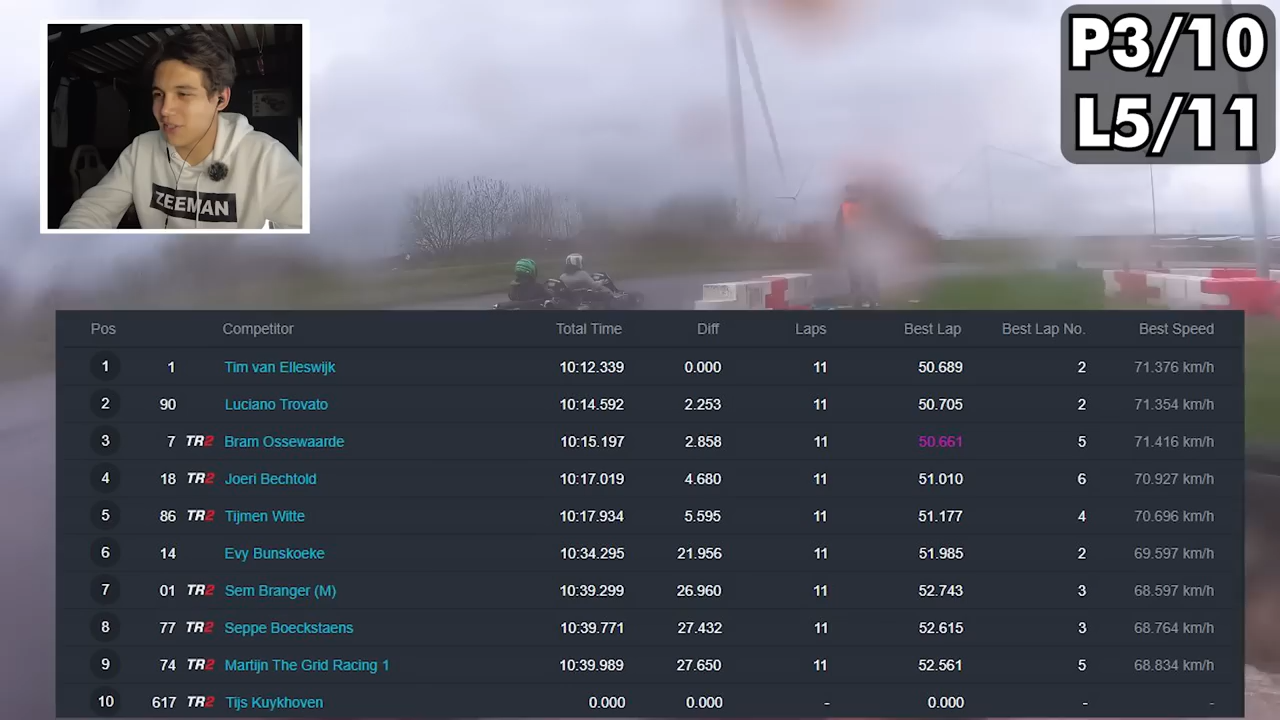 P3/10
L5/11
ZEEMAN
Pos Competitor Total Time Diff Laps Best Lap Best Lap No. Best Speed
1 1 Tim van Elleswijk 10:12.339 0.000 11 50.689 2 71.376 km/h
2 90 Luciano Trovato 10:14.592 2.253 11 50.705 2 71.354 km/h
3 7 TR2 Bram Ossewaarde 10:15.197 2.858 11 50.661 5 71.416 km/h
4 18 TR2 Joeri Bechtold 10:17.019 4.680 11 51.010 6 70.927 km/h
5 86 TR2 Tijmen Witte 10:17.934 5.595 11 51.177 4 70.696 km/h
6 14 Evy Bunskoeke 10:34.295 21.956 11 51.985 2 69.597 km/h
7 01 TR2 Sem Branger (M) 10:39.299 26.960 11 52.743 3 68.597 km/h
8 77 TR2 Seppe Boeckstaens 10:39.771 27.432 11 52.615 3 68.764 km/h
9 74 TR2 Martijn The Grid Racing 1 10:39.989 27.650 11 52.561 5 68.834 km/h
10 617 TR2 Tijs Kuykhoven 0.000 0.000 - 0.000 - -